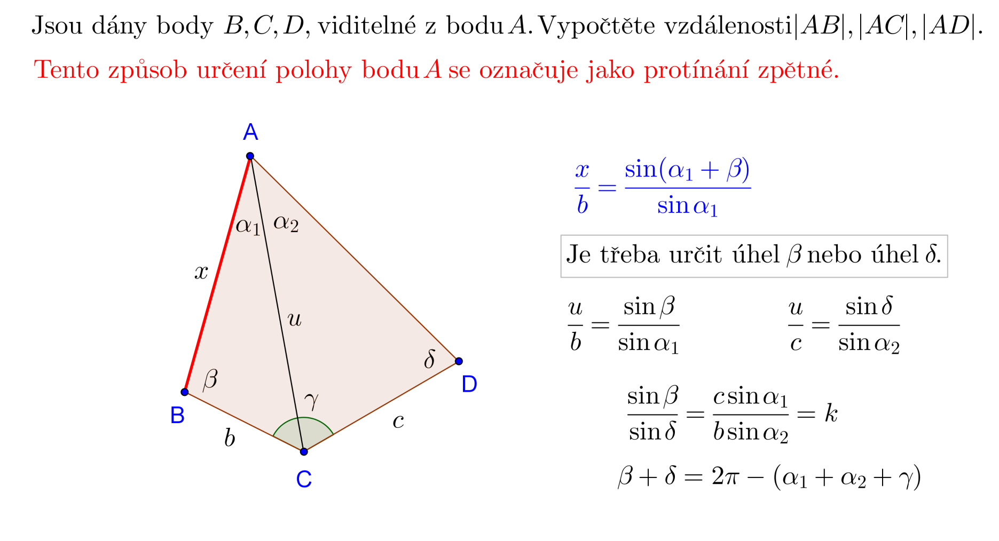 Jsou dány body B, C, D, viditelné z bodu A. Vypočtěte vzdálenosti |AB|, |AC|, |AD|.
Tento způsob určení polohy bodu A se označuje jako protínání zpětné.
A
α₁ α₂
x
u
β
δ
B
D
γ
b
c
C
x/b = sin(α₁ + β)/sin α₁
Je třeba určit úhel β nebo úhel δ.
u/b = sin β/sin α₁ u/c = sin δ/sin α₂
sin β/sin δ = c sin α₁/b sin α₂ = k
β + δ = 2π − (α₁ + α₂ + γ)